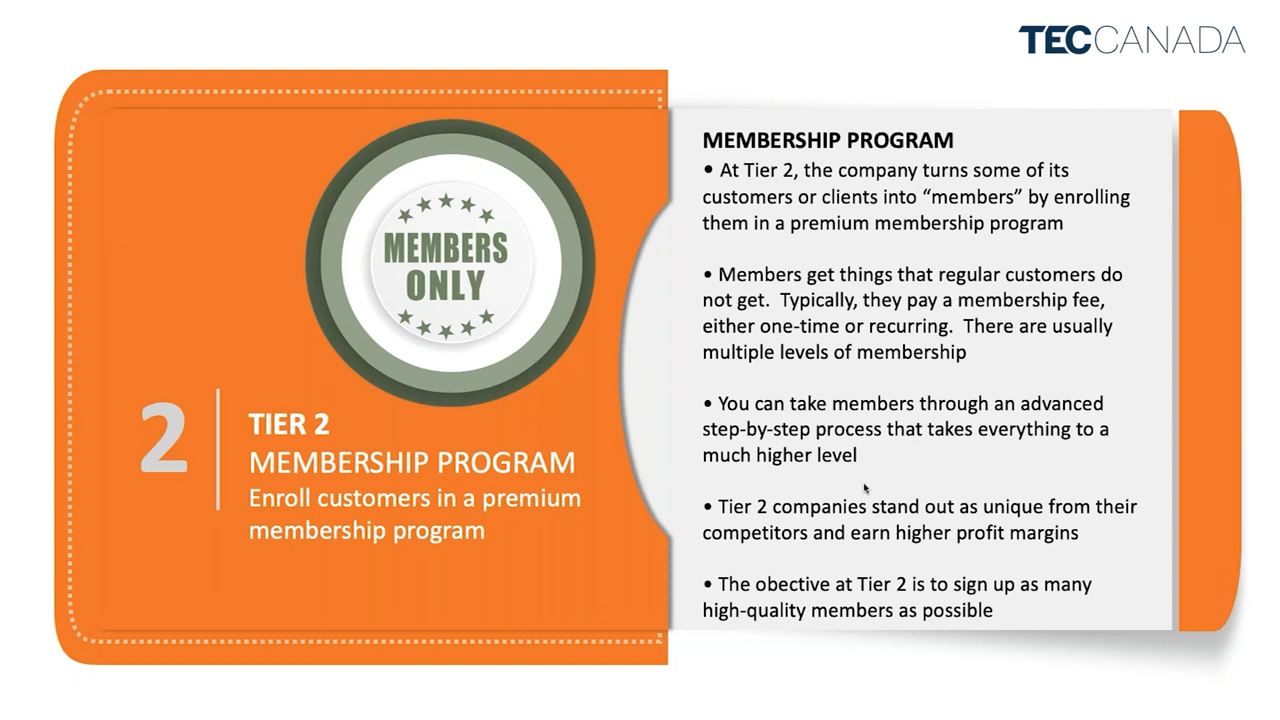 TECCANADA
MEMBERS
ONLY
2
TIER 2
MEMBERSHIP PROGRAM
Enroll customers in a premium
membership program
MEMBERSHIP PROGRAM
• At Tier 2, the company turns some of its
customers or clients into “members” by enrolling
them in a premium membership program
• Members get things that regular customers do
not get.  Typically, they pay a membership fee,
either one-time or recurring.  There are usually
multiple levels of membership
• You can take members through an advanced
step-by-step process that takes everything to a
much higher level
• Tier 2 companies stand out as unique from their
competitors and earn higher profit margins
• The obective at Tier 2 is to sign up as many
high-quality members as possible